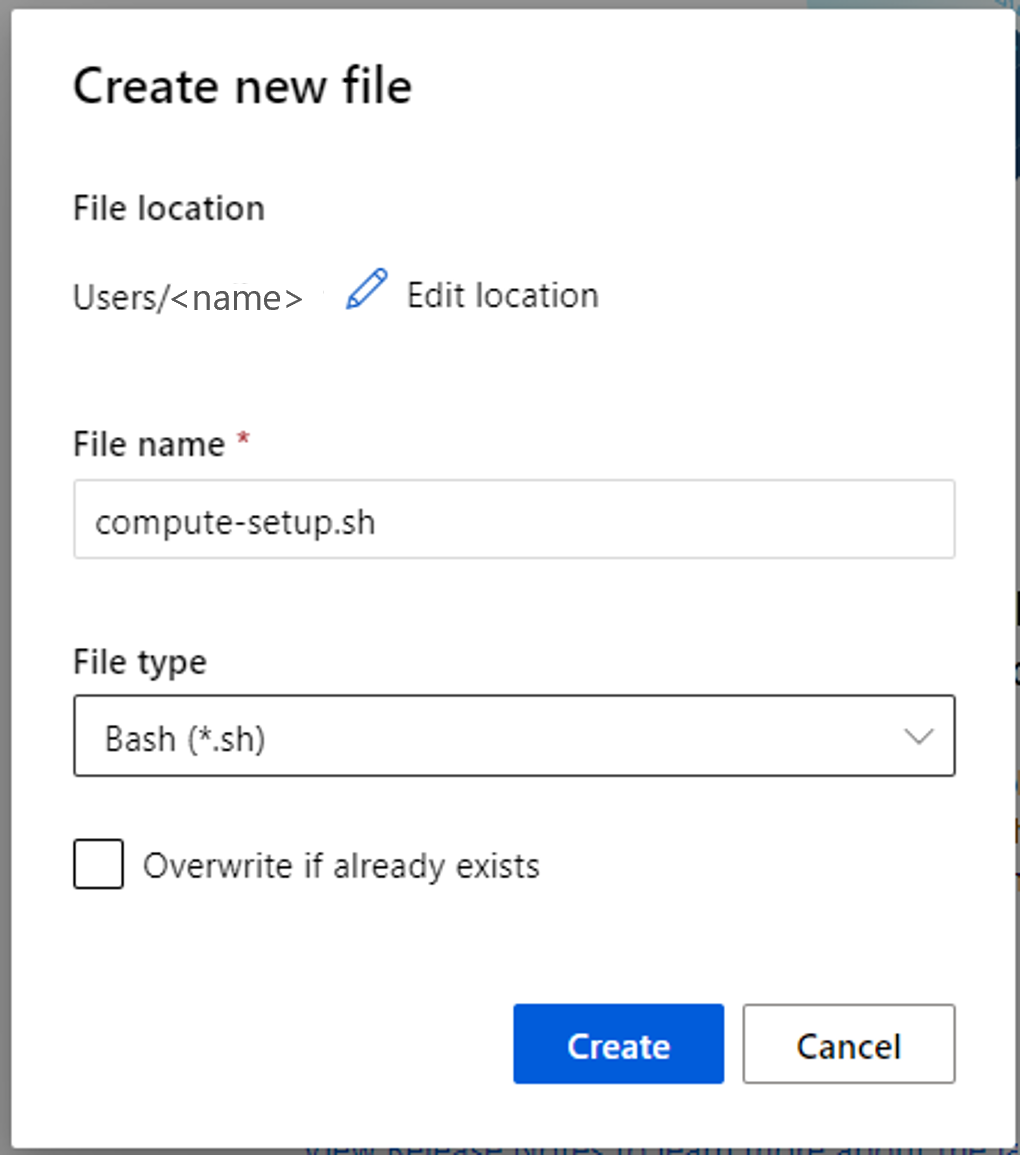 Create new file
File location
Users/<name>
Edit location
File name *
compute-setup.sh
File type
Bash (*.sh)
Overwrite if already exists
Create
Cancel